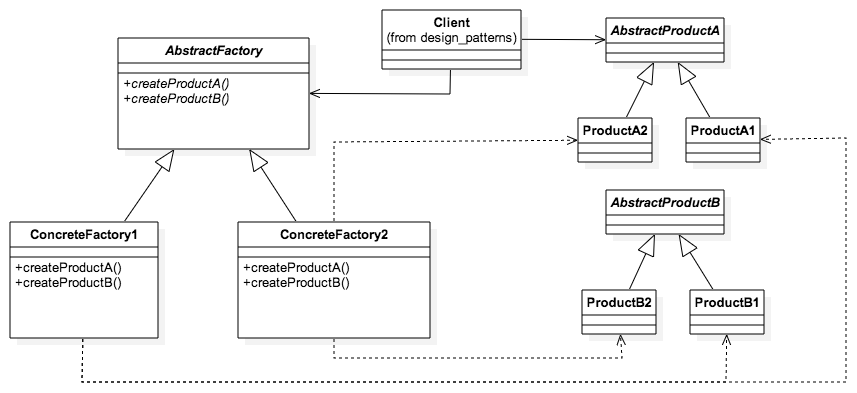 Client
(from design_patterns)
AbstractProductA
AbstractFactory
+createProductA()
+createProductB()
ProductA2
ProductA1
AbstractProductB
ConcreteFactory1
+createProductA()
+createProductB()
ConcreteFactory2
+createProductA()
+createProductB()
ProductB2
ProductB1